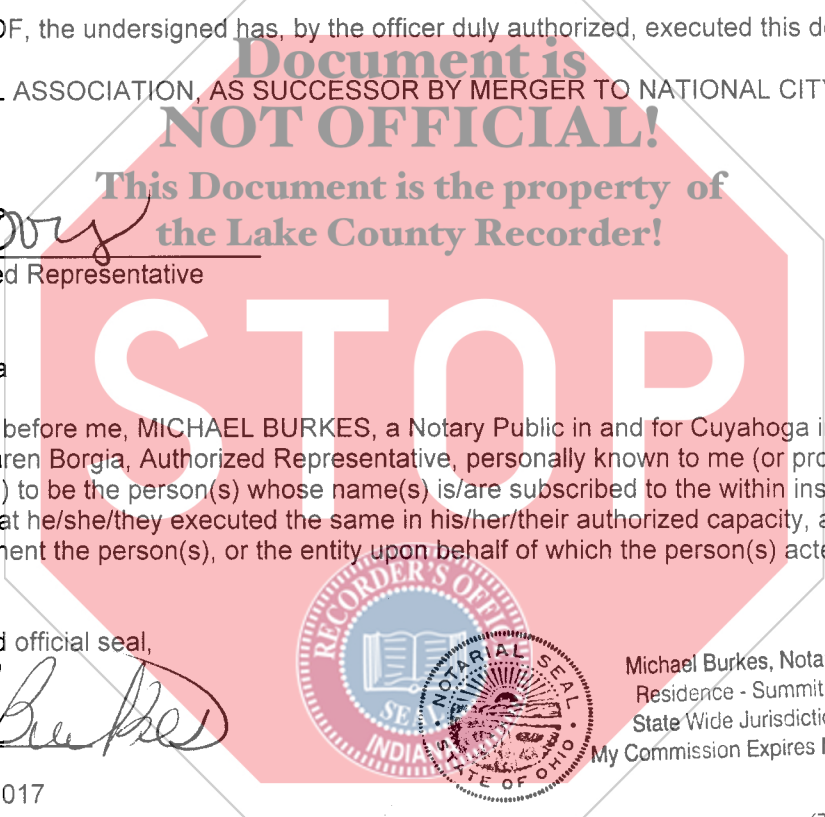 OF, the undersigned has, by the officer duly authorized, executed this d
Document is
ASSOCIATION, AS SUCCESSOR BY MERGER TO NATIONAL CITY
NOT OFFICIAL!
This Document is the property of
the Lake County Recorder!
ed Representative
STOP
a
before me, MICHAEL BURKES, a Notary Public in and for Cuyahoga i
ren Borgia, Authorized Representative, personally known to me (or pro
) to be the person(s) whose name(s) is/are subscribed to the within ins
at he/she/they executed the same in his/her/their authorized capacity, a
ment the person(s), or the entity upon behalf of which the person(s) acte
RECORDER'S OFFICE
SEAL
INDIANA
d official seal,
Burkes
NOTARIAL SEAL
STATE OF OHIO
Michael Burkes, Nota
Residence - Summit
State Wide Jurisdictio
My Commission Expires
017